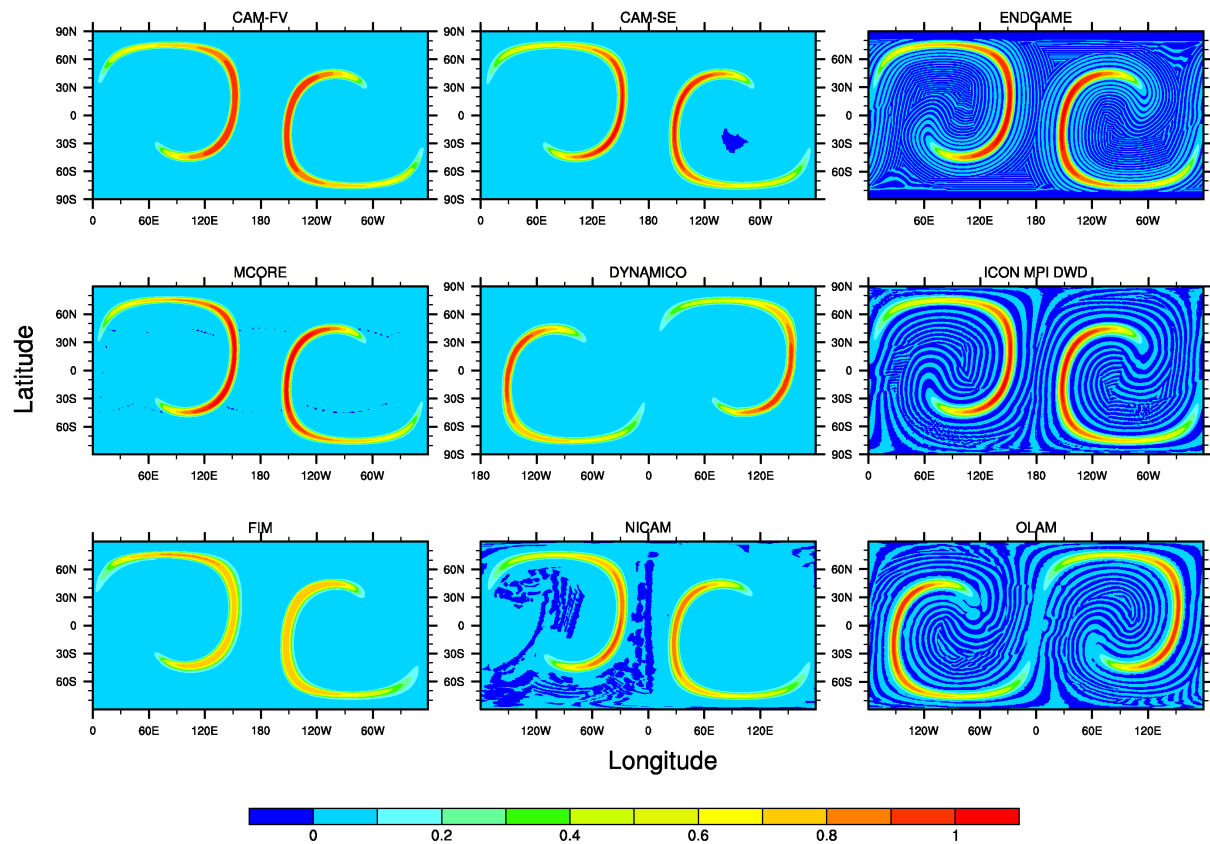 CAM-FV
CAM-SE
ENDGAME
90N
60N
30N
0
30S
60S
90S
90N
60N
30N
0
30S
60S
90S
60N
30N
0
30S
60S
0 60E 120E 180 120W 60W
0 60E 120E 180 120W 60W
60E 120E 180 120W 60W
MCORE
DYNAMICO
ICON MPI DWD
60N
30N
0
30S
60S
90N
60N
30N
0
30S
60S
90S
90N
60N
30N
0
30S
60S
90S
60E 120E 180 120W 60W
180 120W 60W 0 60E 120E
0 60E 120E 180 120W 60W
Latitude
FIM
NICAM
OLAM
60N
30N
0
30S
60S
60N
30N
0
30S
60S
60N
30N
0
30S
60S
0 60E 120E 180 120W 60W
120W 60W 0 60E 120E
120W 60W 0 60E 120E
Longitude
0 0.2 0.4 0.6 0.8 1